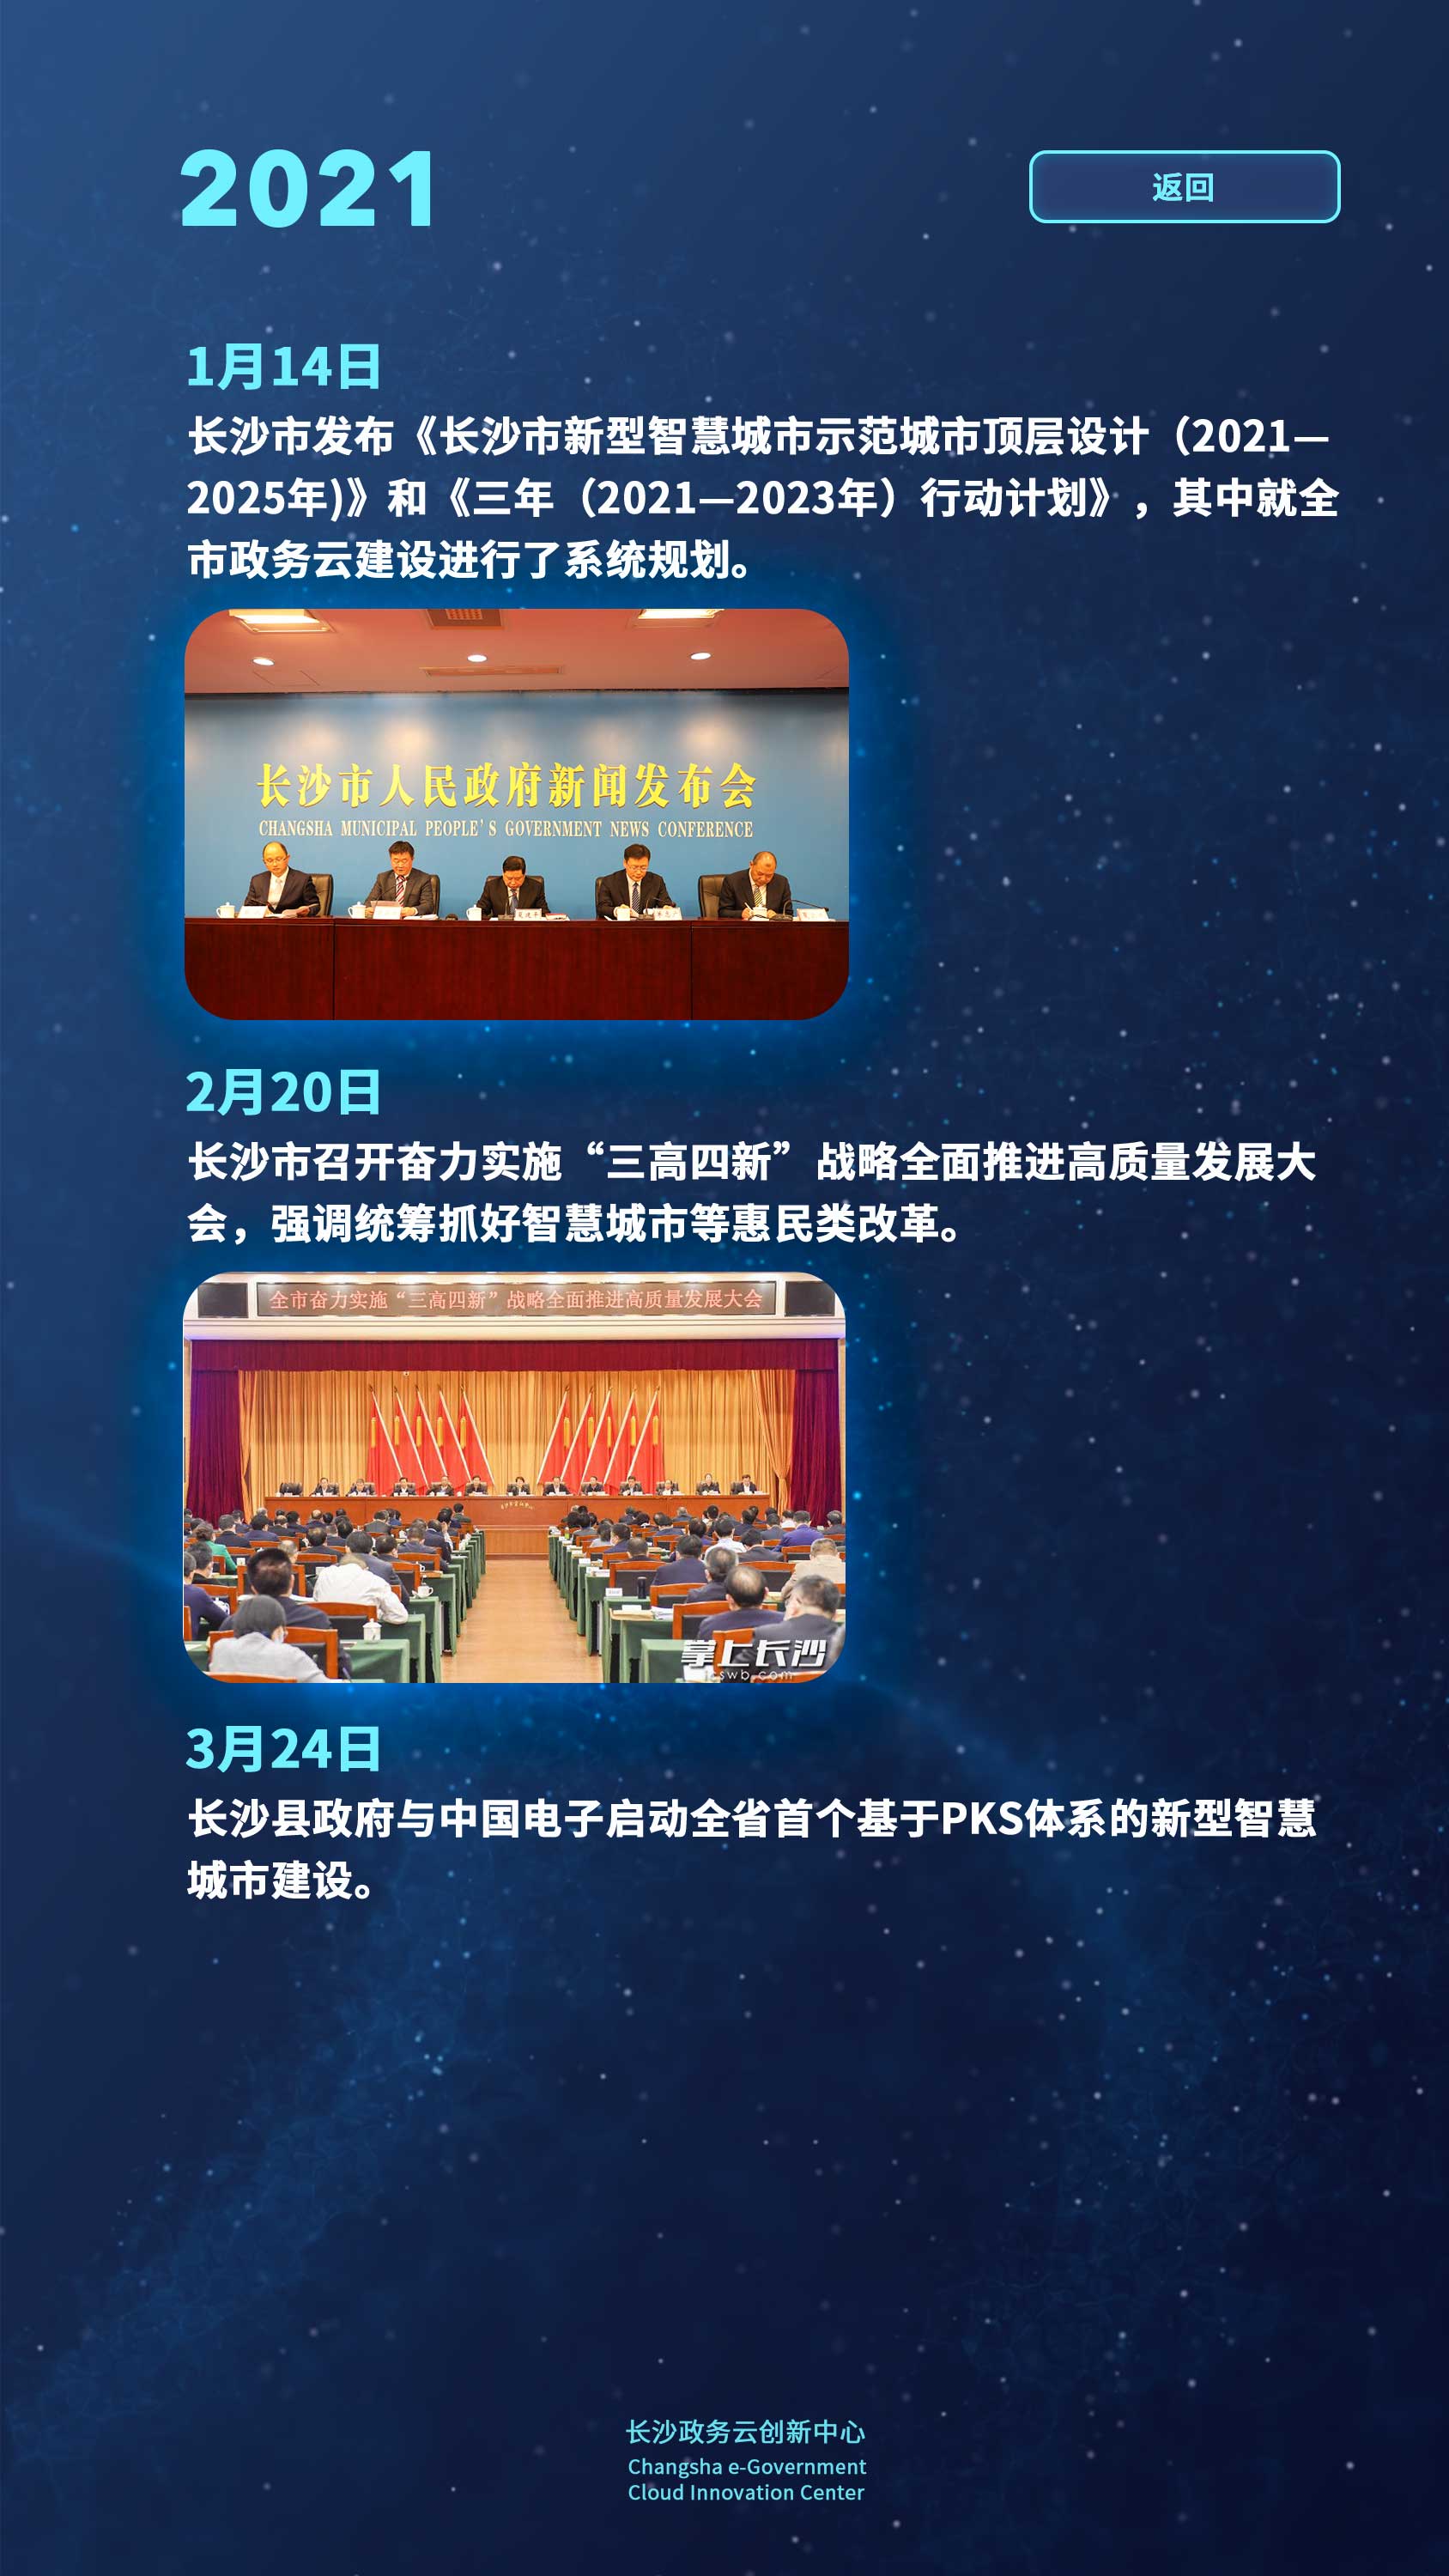 2021
返回
1月14日
长沙市发布《长沙市新型智慧城市示范城市顶层设计（2021—
2025年)》和《三年（2021—2023年）行动计划》，其中就全
市政务云建设进行了系统规划。
长沙市人民政府新闻发布会
CHANGSHA MUNICIPAL PEOPLE'S GOVERNMENT NEWS CONFERENCE
2月20日
长沙市召开奋力实施“三高四新”战略全面推进高质量发展大
会，强调统筹抓好智慧城市等惠民类改革。
全市奋力实施“三高四新”战略全面推进高质量发展大会
掌上长沙
cswb.com
3月24日
长沙县政府与中国电子启动全省首个基于PKS体系的新型智慧
城市建设。
长沙政务云创新中心
Changsha e-Government
Cloud Innovation Center